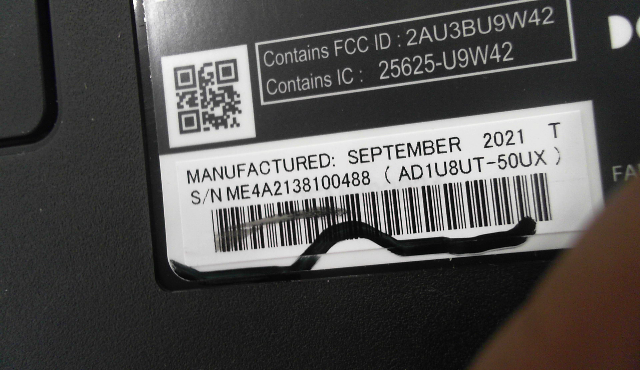 Contains FCC ID : 2AU3BU9W42
Contains IC : 25625-U9W42
MANUFACTURED: SEPTEMBER 2021 T
S/N ME4A2138100488 ( AD1U8UT-50UX )